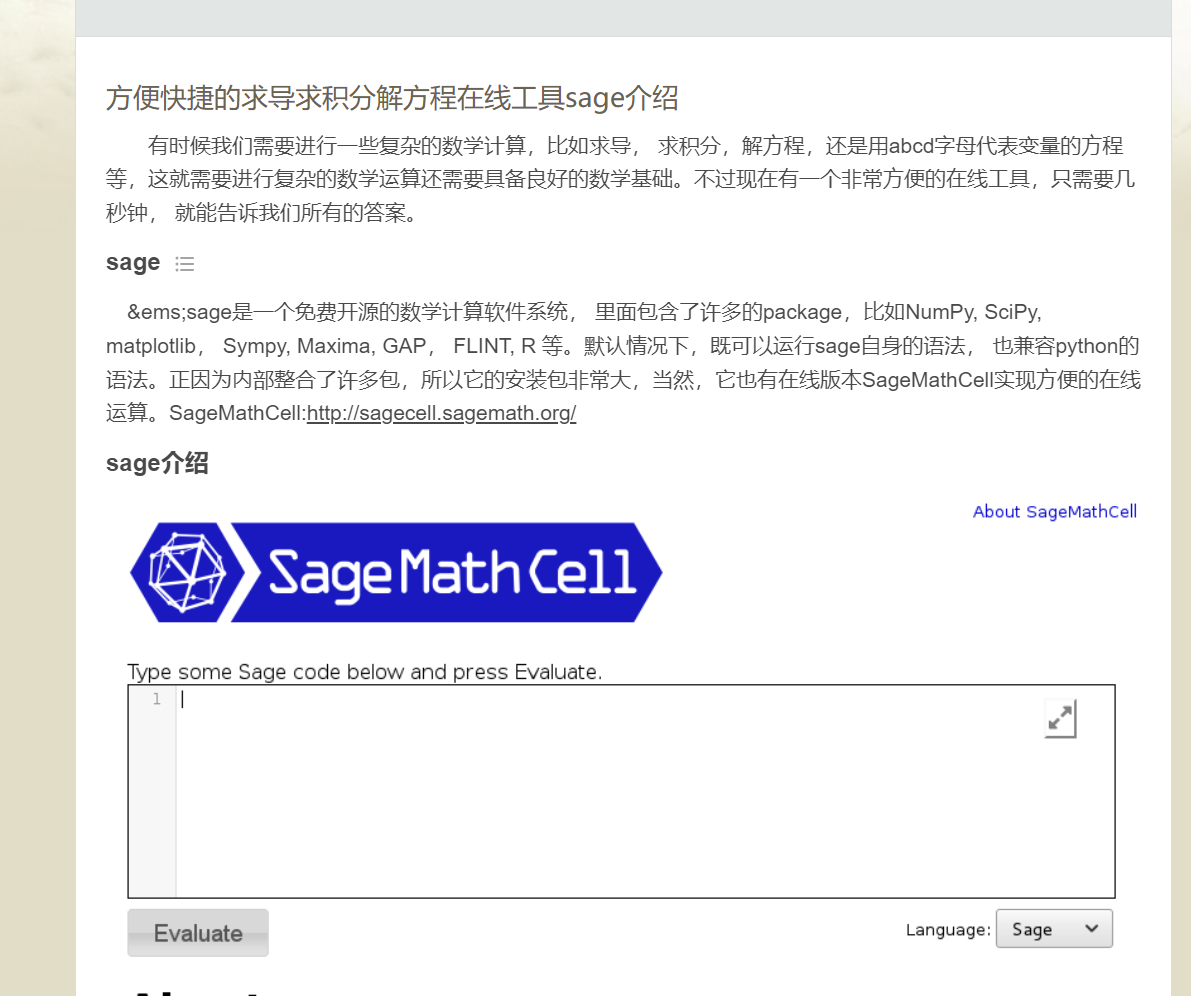 方便快捷的求导求积分解方程在线工具sage介绍
有时候我们需要进行一些复杂的数学计算，比如求导， 求积分，解方程，还是用abcd字母代表变量的方程
等，这就需要进行复杂的数学运算还需要具备良好的数学基础。不过现在有一个非常方便的在线工具，只需要几
秒钟， 就能告诉我们所有的答案。
sage
&ems;sage是一个免费开源的数学计算软件系统， 里面包含了许多的package，比如NumPy, SciPy,
matplotlib， Sympy, Maxima, GAP， FLINT, R 等。默认情况下，既可以运行sage自身的语法， 也兼容python的
语法。正因为内部整合了许多包，所以它的安装包非常大，当然，它也有在线版本SageMathCell实现方便的在线
运算。SageMathCell:http://sagecell.sagemath.org/
sage介绍
About SageMathCell
SageMathCell
Type some Sage code below and press Evaluate.
1
Evaluate
Language: Sage